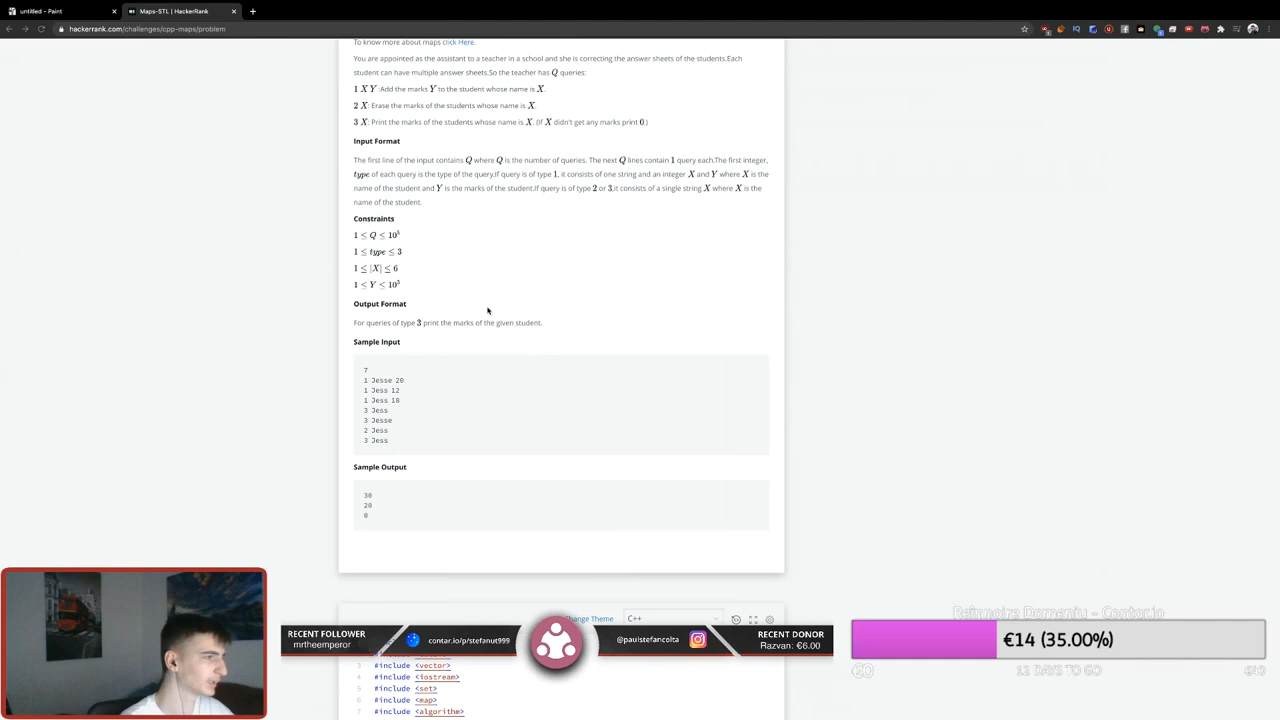 untitled - Paint
Maps-STL | HackerRank
hackerrank.com/challenges/cpp-maps/problem
To know more about maps click Here.
You are appointed as the assistant to a teacher in a school and she is correcting the answer sheets of the students.Each
student can have multiple answer sheets.So the teacher has Q queries:
1 X Y :Add the marks Y to the student whose name is X.
2 X: Erase the marks of the students whose name is X.
3 X: Print the marks of the students whose name is X. (If X didn't get any marks print 0.)
Input Format
The first line of the input contains Q where Q is the number of queries. The next Q lines contain 1 query each.The first integer,
type of each query is the type of the query.If query is of type 1, it consists of one string and an integer X and Y where X is the
name of the student and Y is the marks of the student.If query is of type 2 or 3,it consists of a single string X where X is the
name of the student.
Constraints
1 ≤ Q ≤ 10⁵
1 ≤ type ≤ 3
1 ≤ |X| ≤ 6
1 ≤ Y ≤ 10³
Output Format
For queries of type 3 print the marks of the given student.
Sample Input
7
1 Jesse 20
1 Jess 12
1 Jess 18
3 Jess
3 Jesse
2 Jess
3 Jess
Sample Output
30
20
0
Change Theme
C++
RECENT FOLLOWER
mrtheemperor
contar.io/p/stefanut999
@paulstefancolta
RECENT DONOR
Razvan: €6.00
€14 (35.00%)
DAYS TO GO
3 #include <vector>
4 #include <iostream>
5 #include <set>
6 #include <map>
7 #include <algorithm>